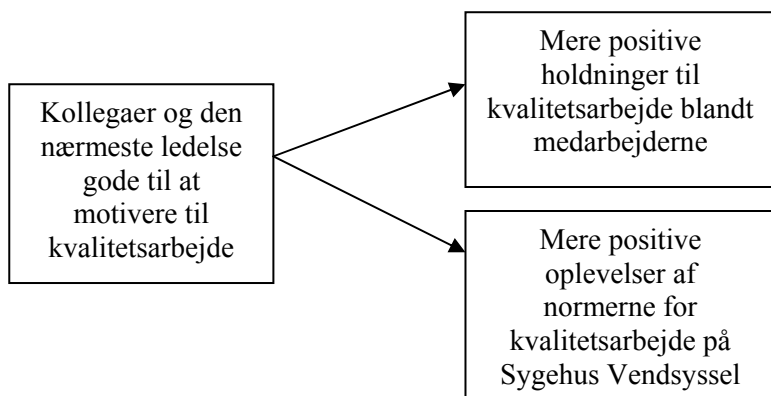 Kollegaer og den
nærmeste ledelse
gode til at
motivere til
kvalitetsarbejde
Mere positive
holdninger til
kvalitetsarbejde blandt
medarbejderne
Mere positive
oplevelser af
normerne for
kvalitetsarbejde på
Sygehus Vendsyssel